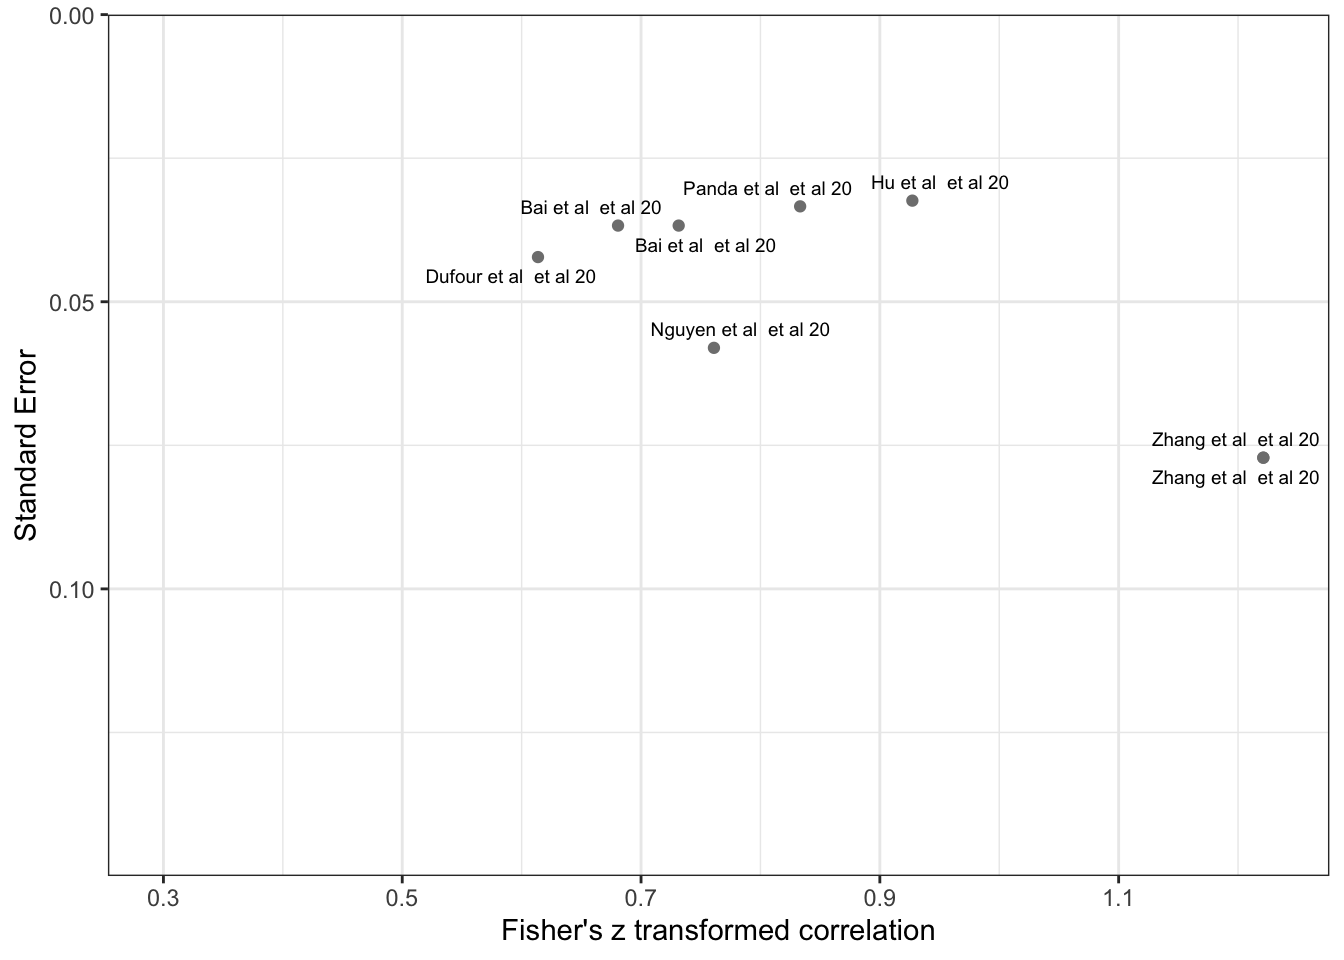 0.00
Hu et al  et al 20
Panda et al  et al 20
Bai et al  et al 20
Bai et al  et al 20
Dufour et al  et al 20
0.05
Nguyen et al  et al 20
Standard Error
Zhang et al  et al 20
Zhang et al  et al 20
0.10
0.3 0.5 0.7 0.9 1.1
Fisher's z transformed correlation